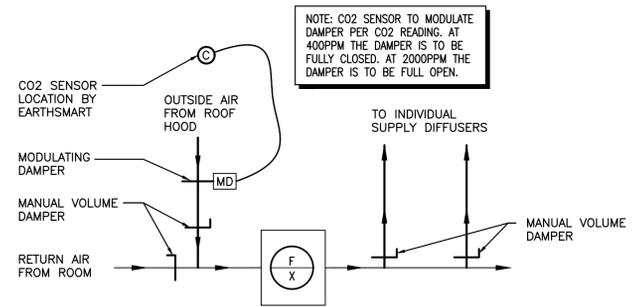 NOTE: CO2 SENSOR TO MODULATE
DAMPER PER CO2 READING. AT
400PPM THE DAMPER IS TO BE
FULLY CLOSED. AT 2000PPM THE
DAMPER IS TO BE FULL OPEN.
C
CO2 SENSOR
LOCATION BY
EARTHSMART
OUTSIDE AIR
FROM ROOF
HOOD
TO INDIVIDUAL
SUPPLY DIFFUSERS
MODULATING
DAMPER
MD
MANUAL VOLUME
DAMPER
MANUAL VOLUME
DAMPER
RETURN AIR
FROM ROOM
F
X